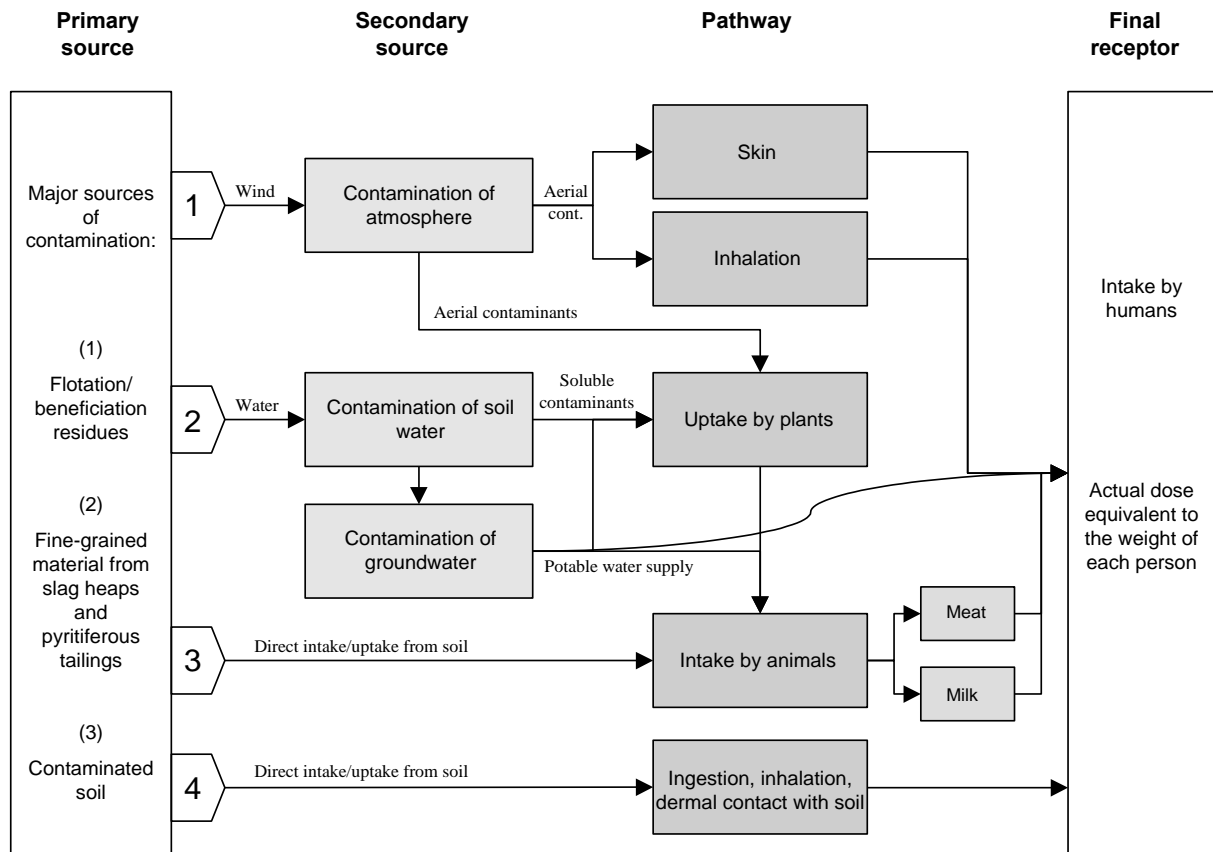 Primary
source
Secondary
source
Pathway
Final
receptor
Major sources
of
contamination:
(1)
Flotation/
beneficiation
residues
(2)
Fine-grained
material from
slag heaps
and
pyritiferous
tailings
(3)
Contaminated
soil
1
Wind
Contamination of
atmosphere
Aerial
cont.
Skin
Inhalation
Aerial contaminants
2
Water
Contamination of soil
water
Soluble
contaminants
Uptake by plants
Contamination of
groundwater
Potable water supply
3
Direct intake/uptake from soil
Intake by animals
Meat
Milk
4
Direct intake/uptake from soil
Ingestion, inhalation,
dermal contact with soil
Intake by
humans
Actual dose
equivalent to
the weight of
each person